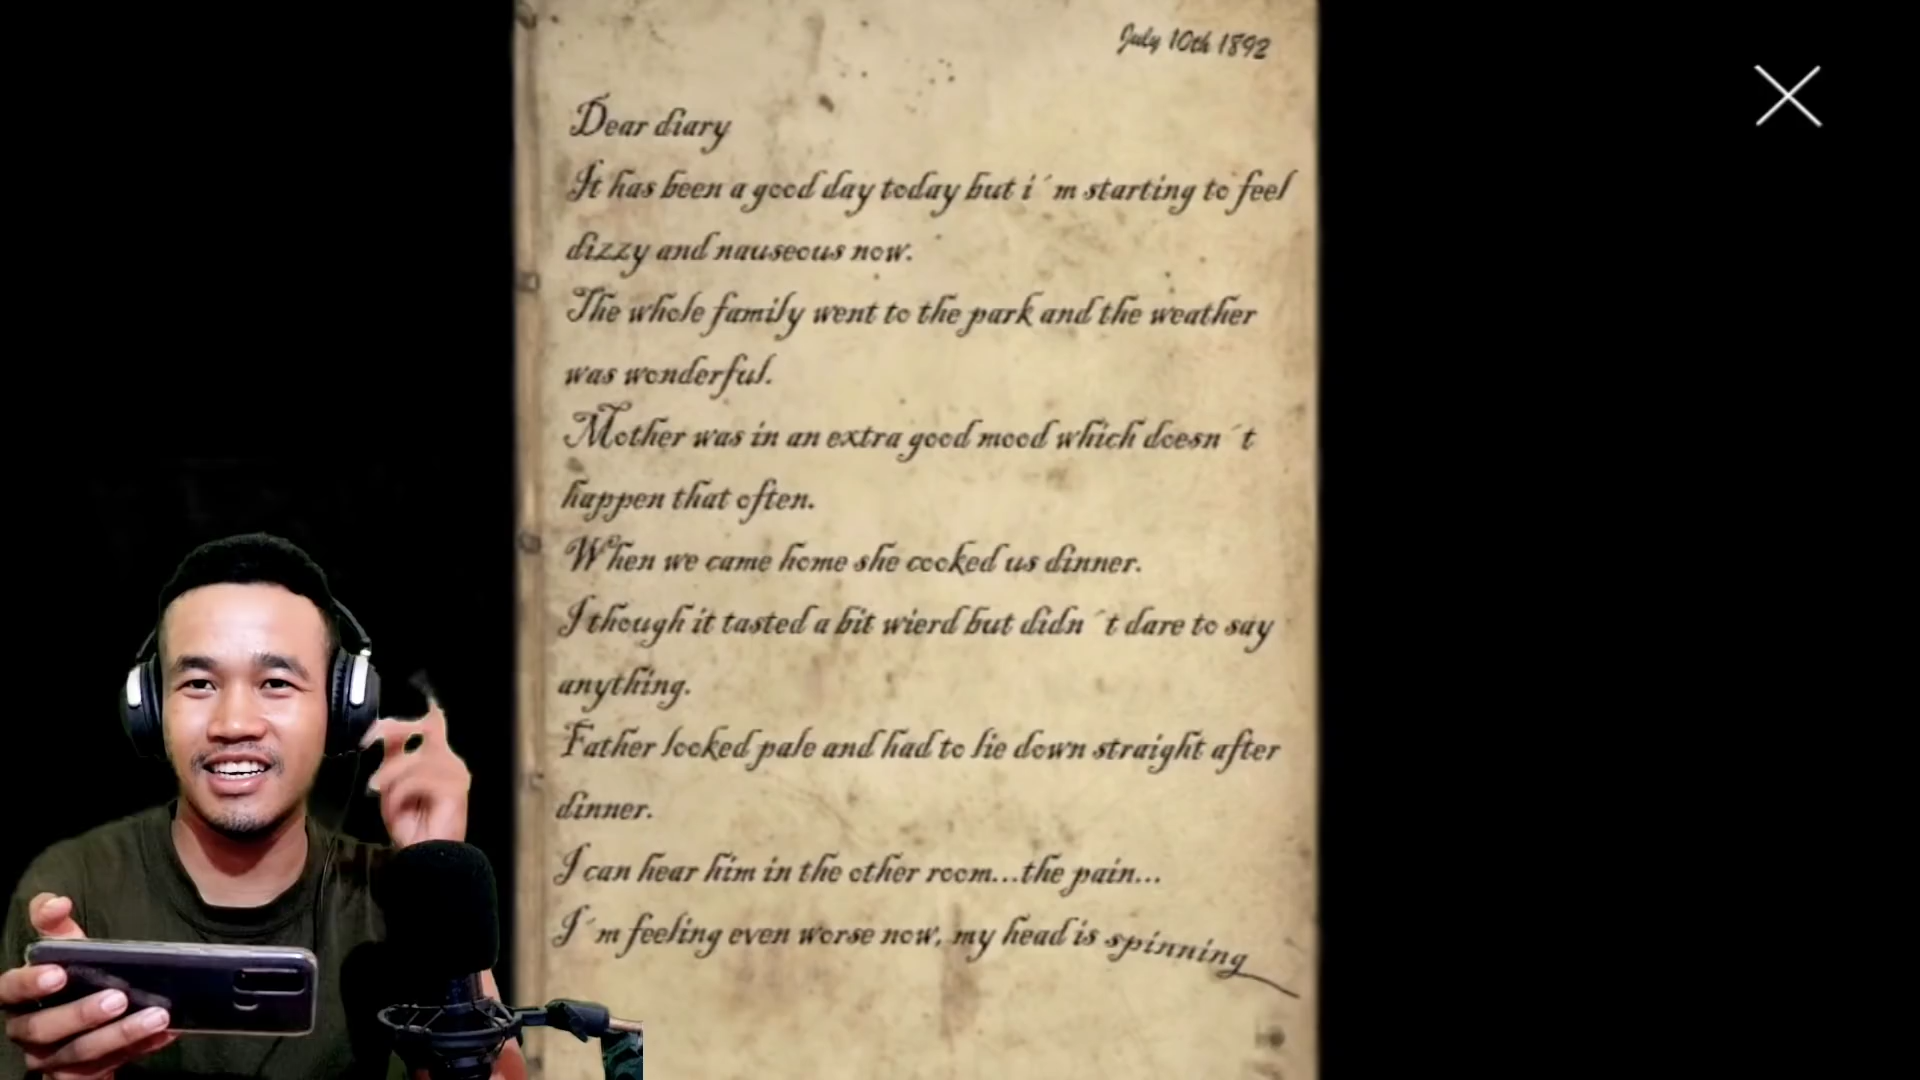 July 10th 1892
Dear diary
It has been a good day today but i´m starting to feel
dizzy and nauseous now.
The whole family went to the park and the weather
was wonderful.
Mother was in an extra good mood which doesn´t
happen that often.
When we came home she cooked us dinner.
I though it tasted a bit wierd but didn´t dare to say
anything.
Father looked pale and had to lie down straight after
dinner.
I can hear him in the other room...the pain...
I´m feeling even worse now, my head is spinning